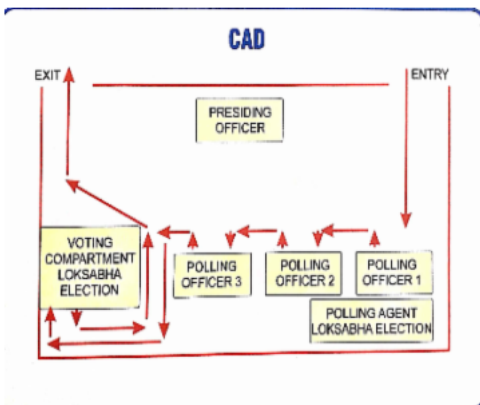 CAD
EXIT
ENTRY
PRESIDING
OFFICER
VOTING
COMPARTMENT
LOKSABHA
ELECTION
POLLING
OFFICER 3
POLLING
OFFICER 2
POLLING
OFFICER 1
POLLING AGENT
LOKSABHA ELECTION